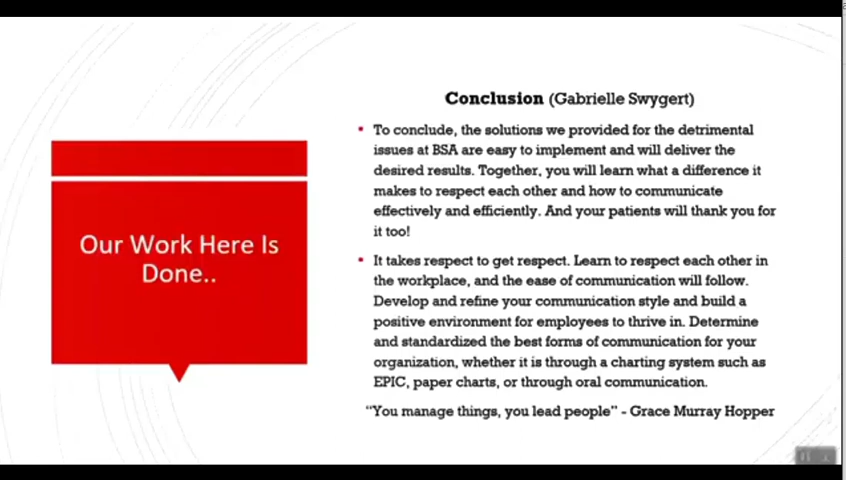 Our Work Here Is
Done..
Conclusion (Gabrielle Swygert)
To conclude, the solutions we provided for the detrimental
issues at BSA are easy to implement and will deliver the
desired results. Together, you will learn what a difference it
makes to respect each other and how to communicate
effectively and efficiently. And your patients will thank you for
it too!
It takes respect to get respect. Learn to respect each other in
the workplace, and the ease of communication will follow.
Develop and refine your communication style and build a
positive environment for employees to thrive in. Determine
and standardized the best forms of communication for your
organization, whether it is through a charting system such as
EPIC, paper charts, or through oral communication.
“You manage things, you lead people” - Grace Murray Hopper